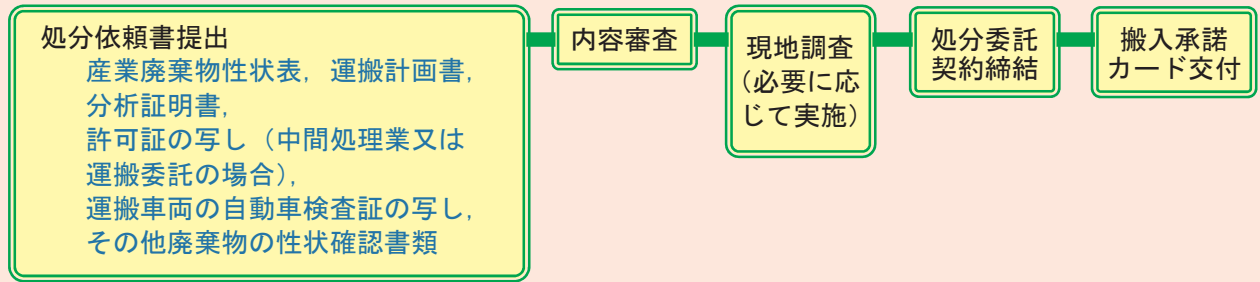 処分依頼書提出
産業廃棄物性状表，運搬計画書，
分析証明書，
許可証の写し（中間処理業又は
運搬委託の場合），
運搬車両の自動車検査証の写し，
その他廃棄物の性状確認書類
内容審査
現地調査
（必要に応
じて実施）
処分委託
契約締結
搬入承諾
カード交付